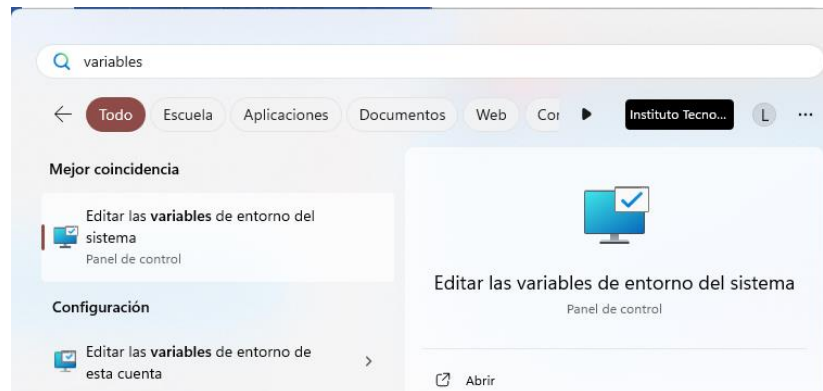 variables
Todo Escuela Aplicaciones Documentos Web Instituto Tecno... L ...
Mejor coincidencia
Editar las variables de entorno del
sistema
Panel de control
Configuración
Editar las variables de entorno de
esta cuenta
Editar las variables de entorno del sistema
Panel de control
Abrir